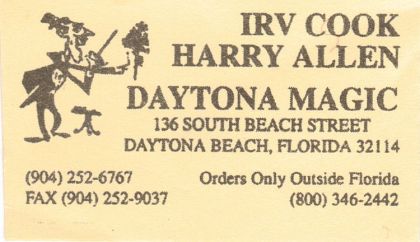 IRV COOK
HARRY ALLEN
DAYTONA MAGIC
136 SOUTH BEACH STREET
DAYTONA BEACH, FLORIDA 32114
(904) 252-6767
FAX (904) 252-9037
Orders Only Outside Florida
(800) 346-2442